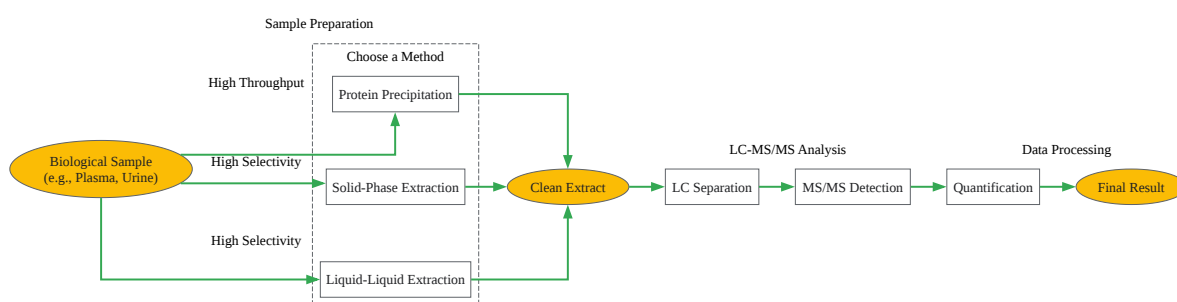 Sample Preparation
Choose a Method
High Throughput
Protein Precipitation
Biological Sample
(e.g., Plasma, Urine)
High Selectivity
Solid-Phase Extraction
Clean Extract
LC-MS/MS Analysis
LC Separation
MS/MS Detection
Data Processing
Quantification
Final Result
High Selectivity
Liquid-Liquid Extraction